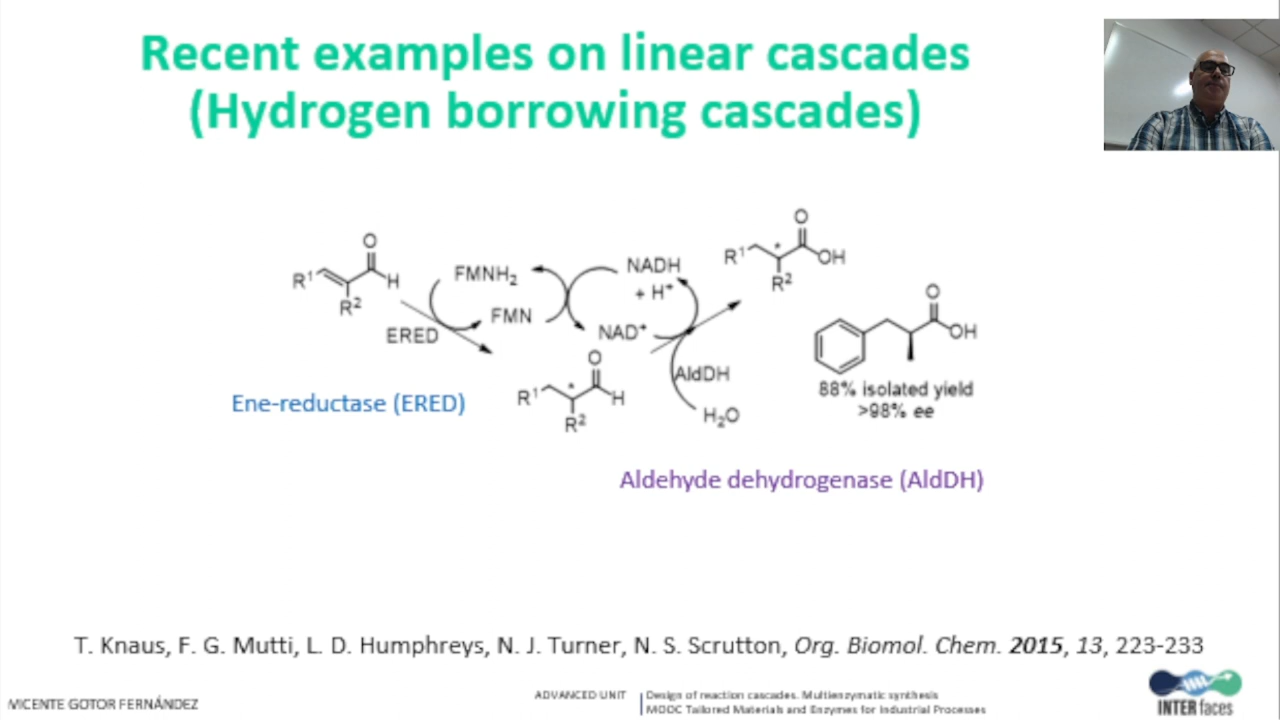 Recent examples on linear cascades
(Hydrogen borrowing cascades)
O
R¹
H
R²
ERED
FMNH₂
FMN
NADH
+ H⁺
NAD⁺
O
R¹
*
H
R²
AldDH
H₂O
O
R¹
*
OH
R²
O
OH
88% isolated yield
>98% ee
Ene-reductase (ERED)
Aldehyde dehydrogenase (AldDH)
T. Knaus, F. G. Mutti, L. D. Humphreys, N. J. Turner, N. S. Scrutton, Org. Biomol. Chem. 2015, 13, 223-233
VICENTE GOTOR FERNÁNDEZ
ADVANCED UNIT
Design of reaction cascades. Multienzymatic synthesis
MOOC Tailored Materials and Enzymes for Industrial Processes
INTERfaces